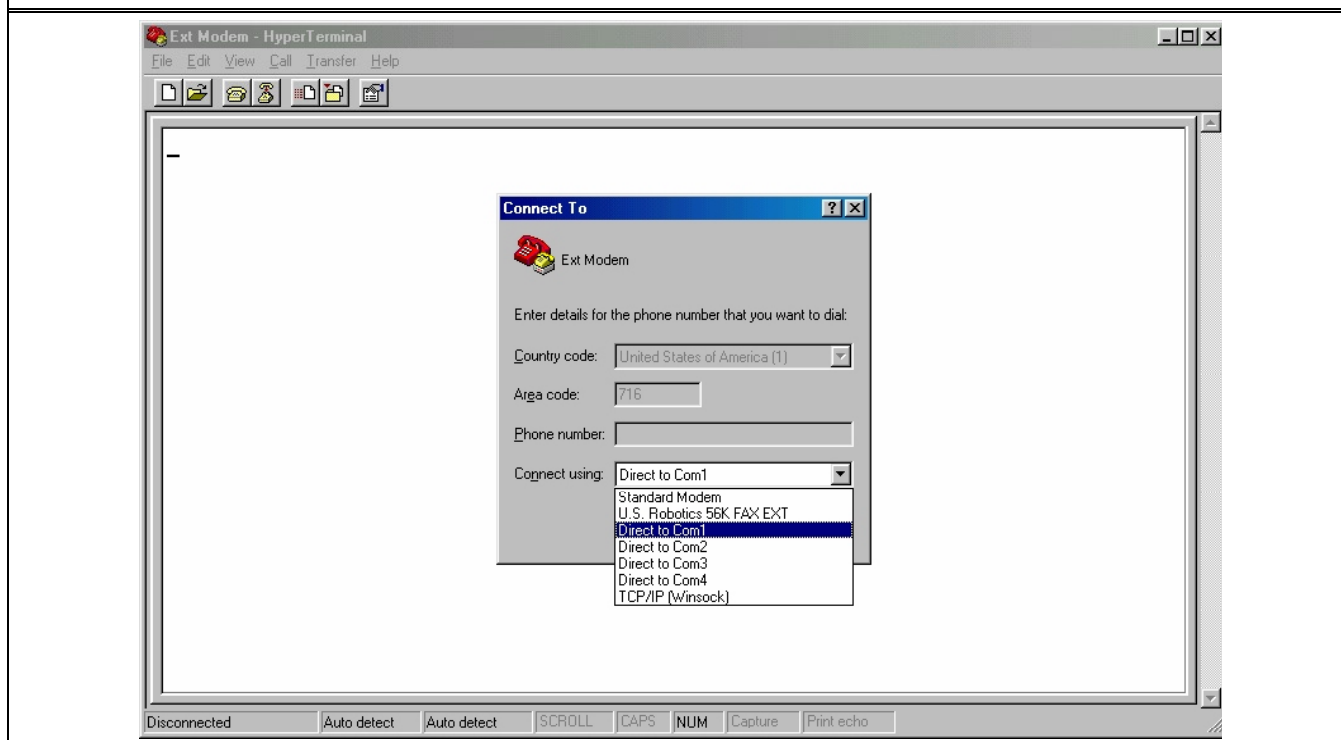 Ext Modem - HyperTerminal
File Edit View Call Transfer Help
Connect To
Ext Modem
Enter details for the phone number that you want to dial:
Country code: United States of America (1)
Area code: 716
Phone number:
Connect using: Direct to Com1
Standard Modem
U.S. Robotics 56K FAX EXT
Direct to Com1
Direct to Com2
Direct to Com3
Direct to Com4
TCP/IP (Winsock)
Disconnected Auto detect Auto detect SCROLL CAPS NUM Capture Print echo